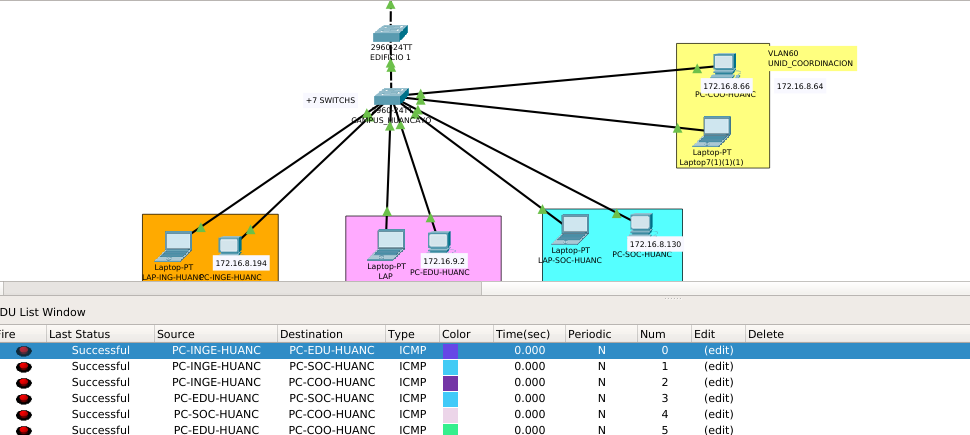 2960-24TT
EDIFICIO 1
+7 SWITCHS
2960-24TT
CAMPUS_HUANCAYO
VLAN60
UNID_COORDINACION
172.16.8.66
172.16.8.64
PC-COO-HUANC
Laptop-PT
Laptop7(1)(1)(1)
Laptop-PT
LAP-ING-HUANC
172.16.8.194
PC-INGE-HUANC
Laptop-PT
LAP
172.16.9.2
PC-EDU-HUANC
Laptop-PT
LAP-SOC-HUANC
172.16.8.130
PC-SOC-HUANC
DU List Window
ire Last Status Source Destination Type Color Time(sec) Periodic Num Edit Delete
Successful PC-INGE-HUANC PC-EDU-HUANC ICMP 0.000 N 0 (edit)
Successful PC-INGE-HUANC PC-SOC-HUANC ICMP 0.000 N 1 (edit)
Successful PC-INGE-HUANC PC-COO-HUANC ICMP 0.000 N 2 (edit)
Successful PC-EDU-HUANC PC-SOC-HUANC ICMP 0.000 N 3 (edit)
Successful PC-SOC-HUANC PC-COO-HUANC ICMP 0.000 N 4 (edit)
Successful PC-EDU-HUANC PC-COO-HUANC ICMP 0.000 N 5 (edit)